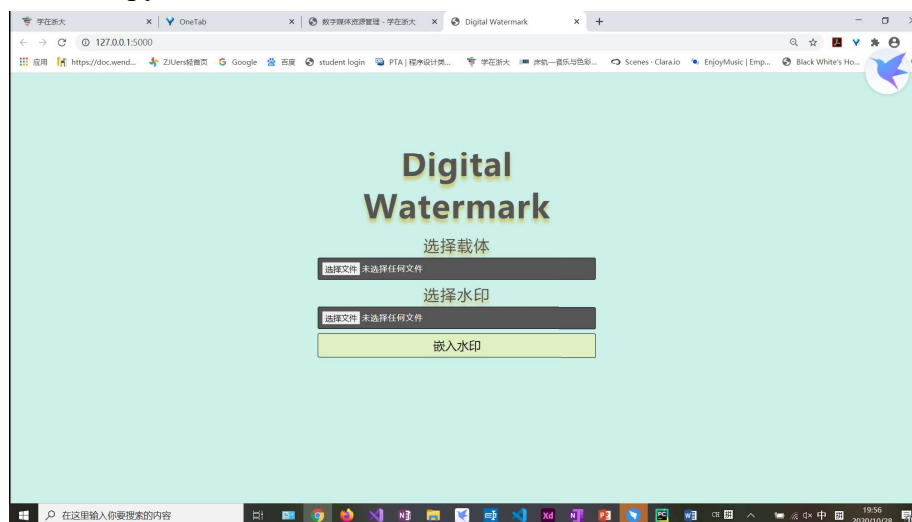 学在浙大
OneTab
数字媒体资源管理 - 学在浙大
Digital Watermark
127.0.0.1:5000
应用
https://doc.wend...
ZJUers经普页
Google
百度
student login
PTA | 程序设计类...
学在浙大
EnjoyMusic | Emp...
Scenes · Clara.io
Black White's Ho...
Digital
Watermark
选择载体
选择文件 未选择任何文件
选择水印
选择文件 未选择任何文件
嵌入水印
在这里输入你要搜索的内容
CH
中
19:56
2020/10/28